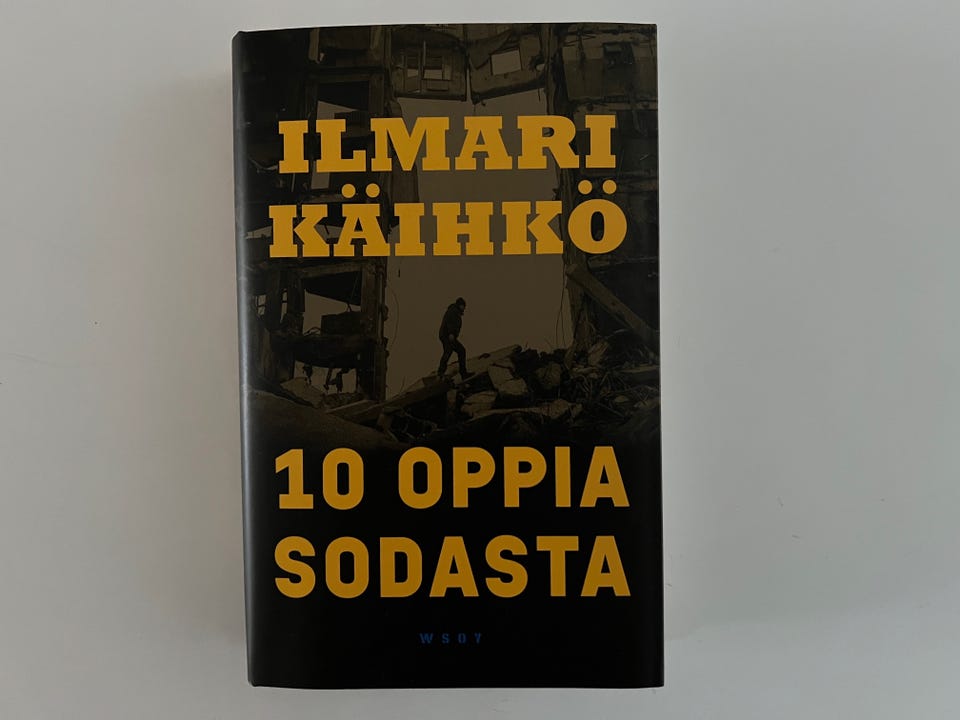 ILMARI
KÄIHKÖ
10 OPPIA
SODASTA
WSOY